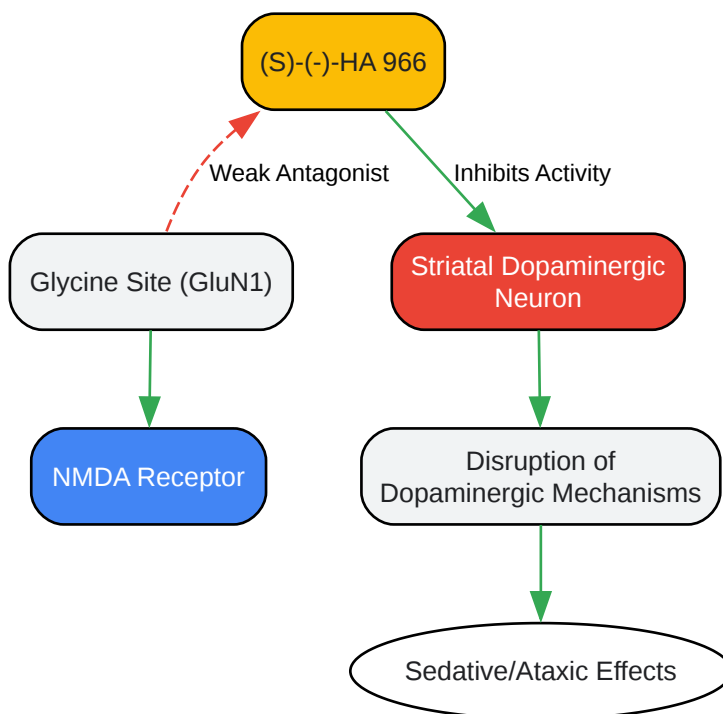 (S)-(-)-HA 966
Weak Antagonist
Inhibits Activity
Glycine Site (GluN1)
Striatal Dopaminergic
Neuron
NMDA Receptor
Disruption of
Dopaminergic Mechanisms
Sedative/Ataxic Effects